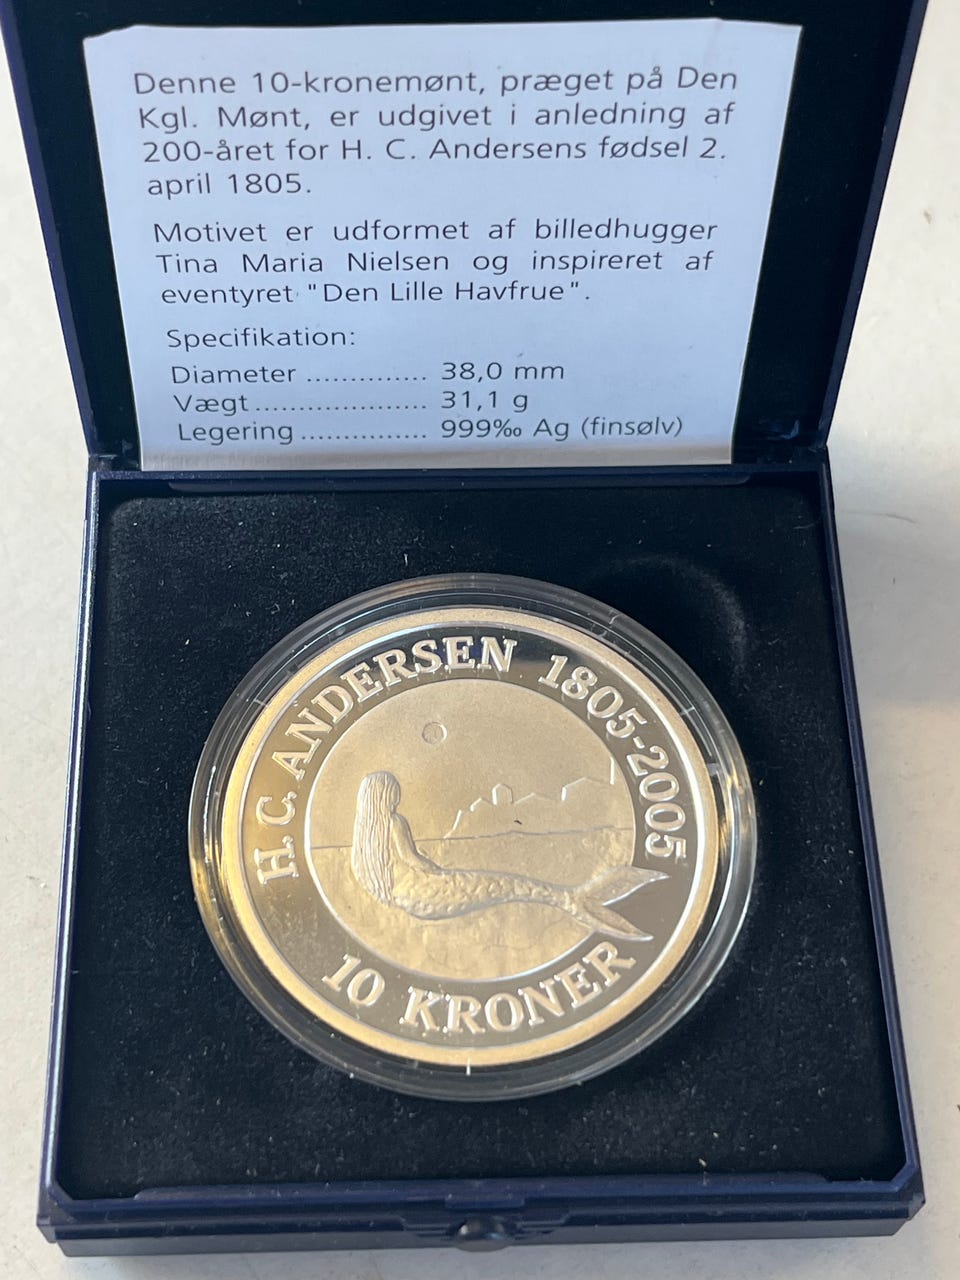 Denne 10-kronemønt, præget på Den
Kgl. Mønt, er udgivet i anledning af
200-året for H. C. Andersens fødsel 2.
april 1805.
Motivet er udformet af billedhugger
Tina Maria Nielsen og inspireret af
eventyret "Den Lille Havfrue".
Specifikation:
Diameter .............. 38,0 mm
Vægt .................... 31,1 g
Legering ............... 999‰ Ag (finsølv)
H.C. ANDERSEN 1805-2005
10 KRONER